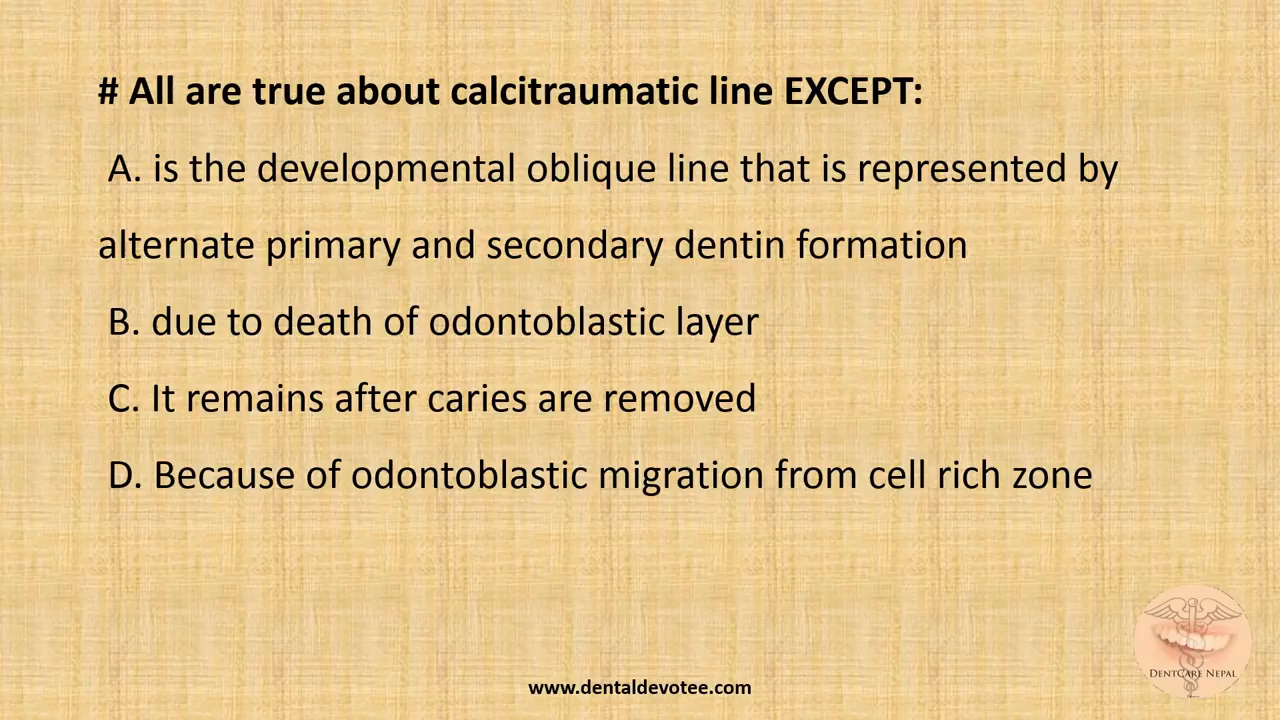 # All are true about calcitraumatic line EXCEPT:
A. is the developmental oblique line that is represented by
alternate primary and secondary dentin formation
B. due to death of odontoblastic layer
C. It remains after caries are removed
D. Because of odontoblastic migration from cell rich zone
DENTCARE NEPAL
www.dentaldevotee.com